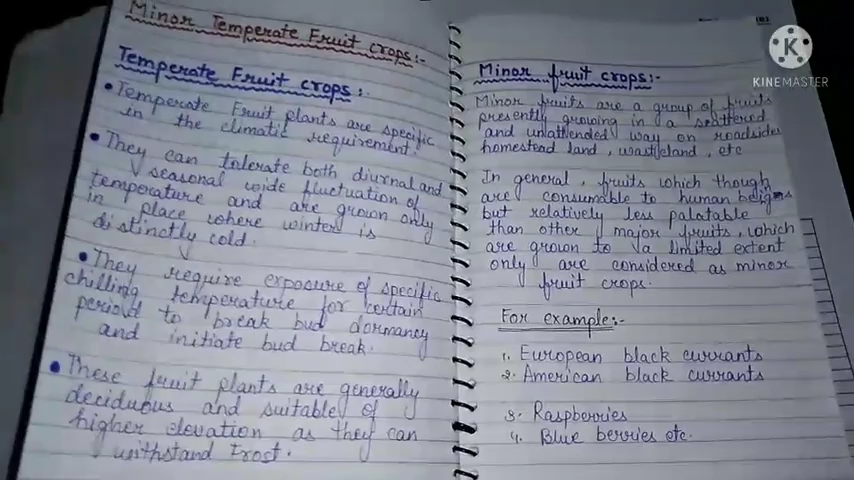 Minor Temperate Fruit crops:-
Temperate Fruit crops:-
• Temperate Fruit plants are specific
in the climatic requirement.
• They can tolerate both diurnal and
seasonal wide fluctuation of
temperature and are grown only
in place where winter is
distinctly cold.
• They require exposure of specific
chilling temperature for certain
period to break bud dormancy
and initiate bud break.
• These fruit plants are generally
deciduous and suitable of
higher elevation as they can
withstand frost.
Minor fruit crops:-
Minor fruits are a group of fruits
presently growing in a scattered
and unattended way on roadsides
homestead land, wasteland, etc
In general, fruits which though
are consumable to human beings
but relatively less palatable
than other major fruits, which
are grown to a limited extent
only are considered as minor
fruit crops.
For example:-
1. European black currants
2. American black currants
3. Raspberries
4. Blue berries etc.
K
KINEMASTER